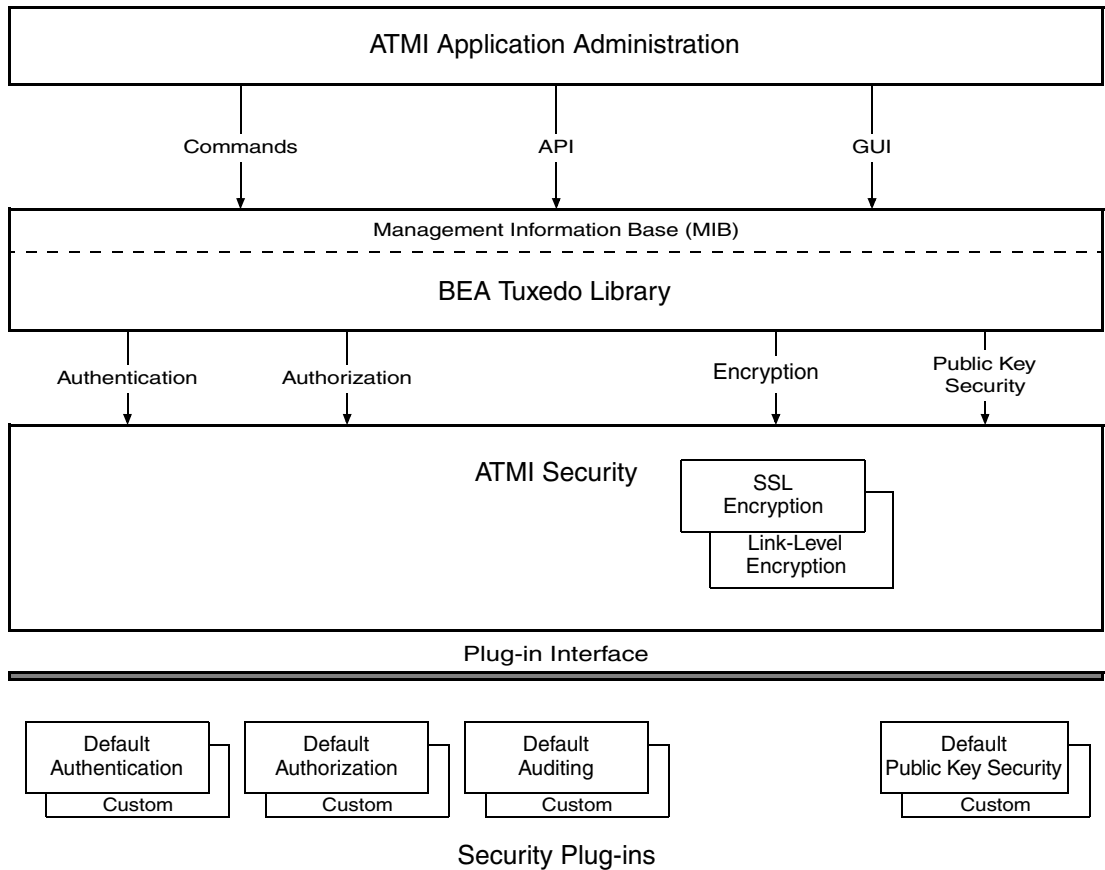 ATMI Application Administration
Commands
API
GUI
Management Information Base (MIB)
BEA Tuxedo Library
Authentication
Authorization
Encryption
Public Key
Security
ATMI Security
SSL
Encryption
Link-Level
Encryption
Plug-in Interface
Default
Authentication
Custom
Default
Authorization
Custom
Default
Auditing
Custom
Default
Public Key Security
Custom
Security Plug-ins